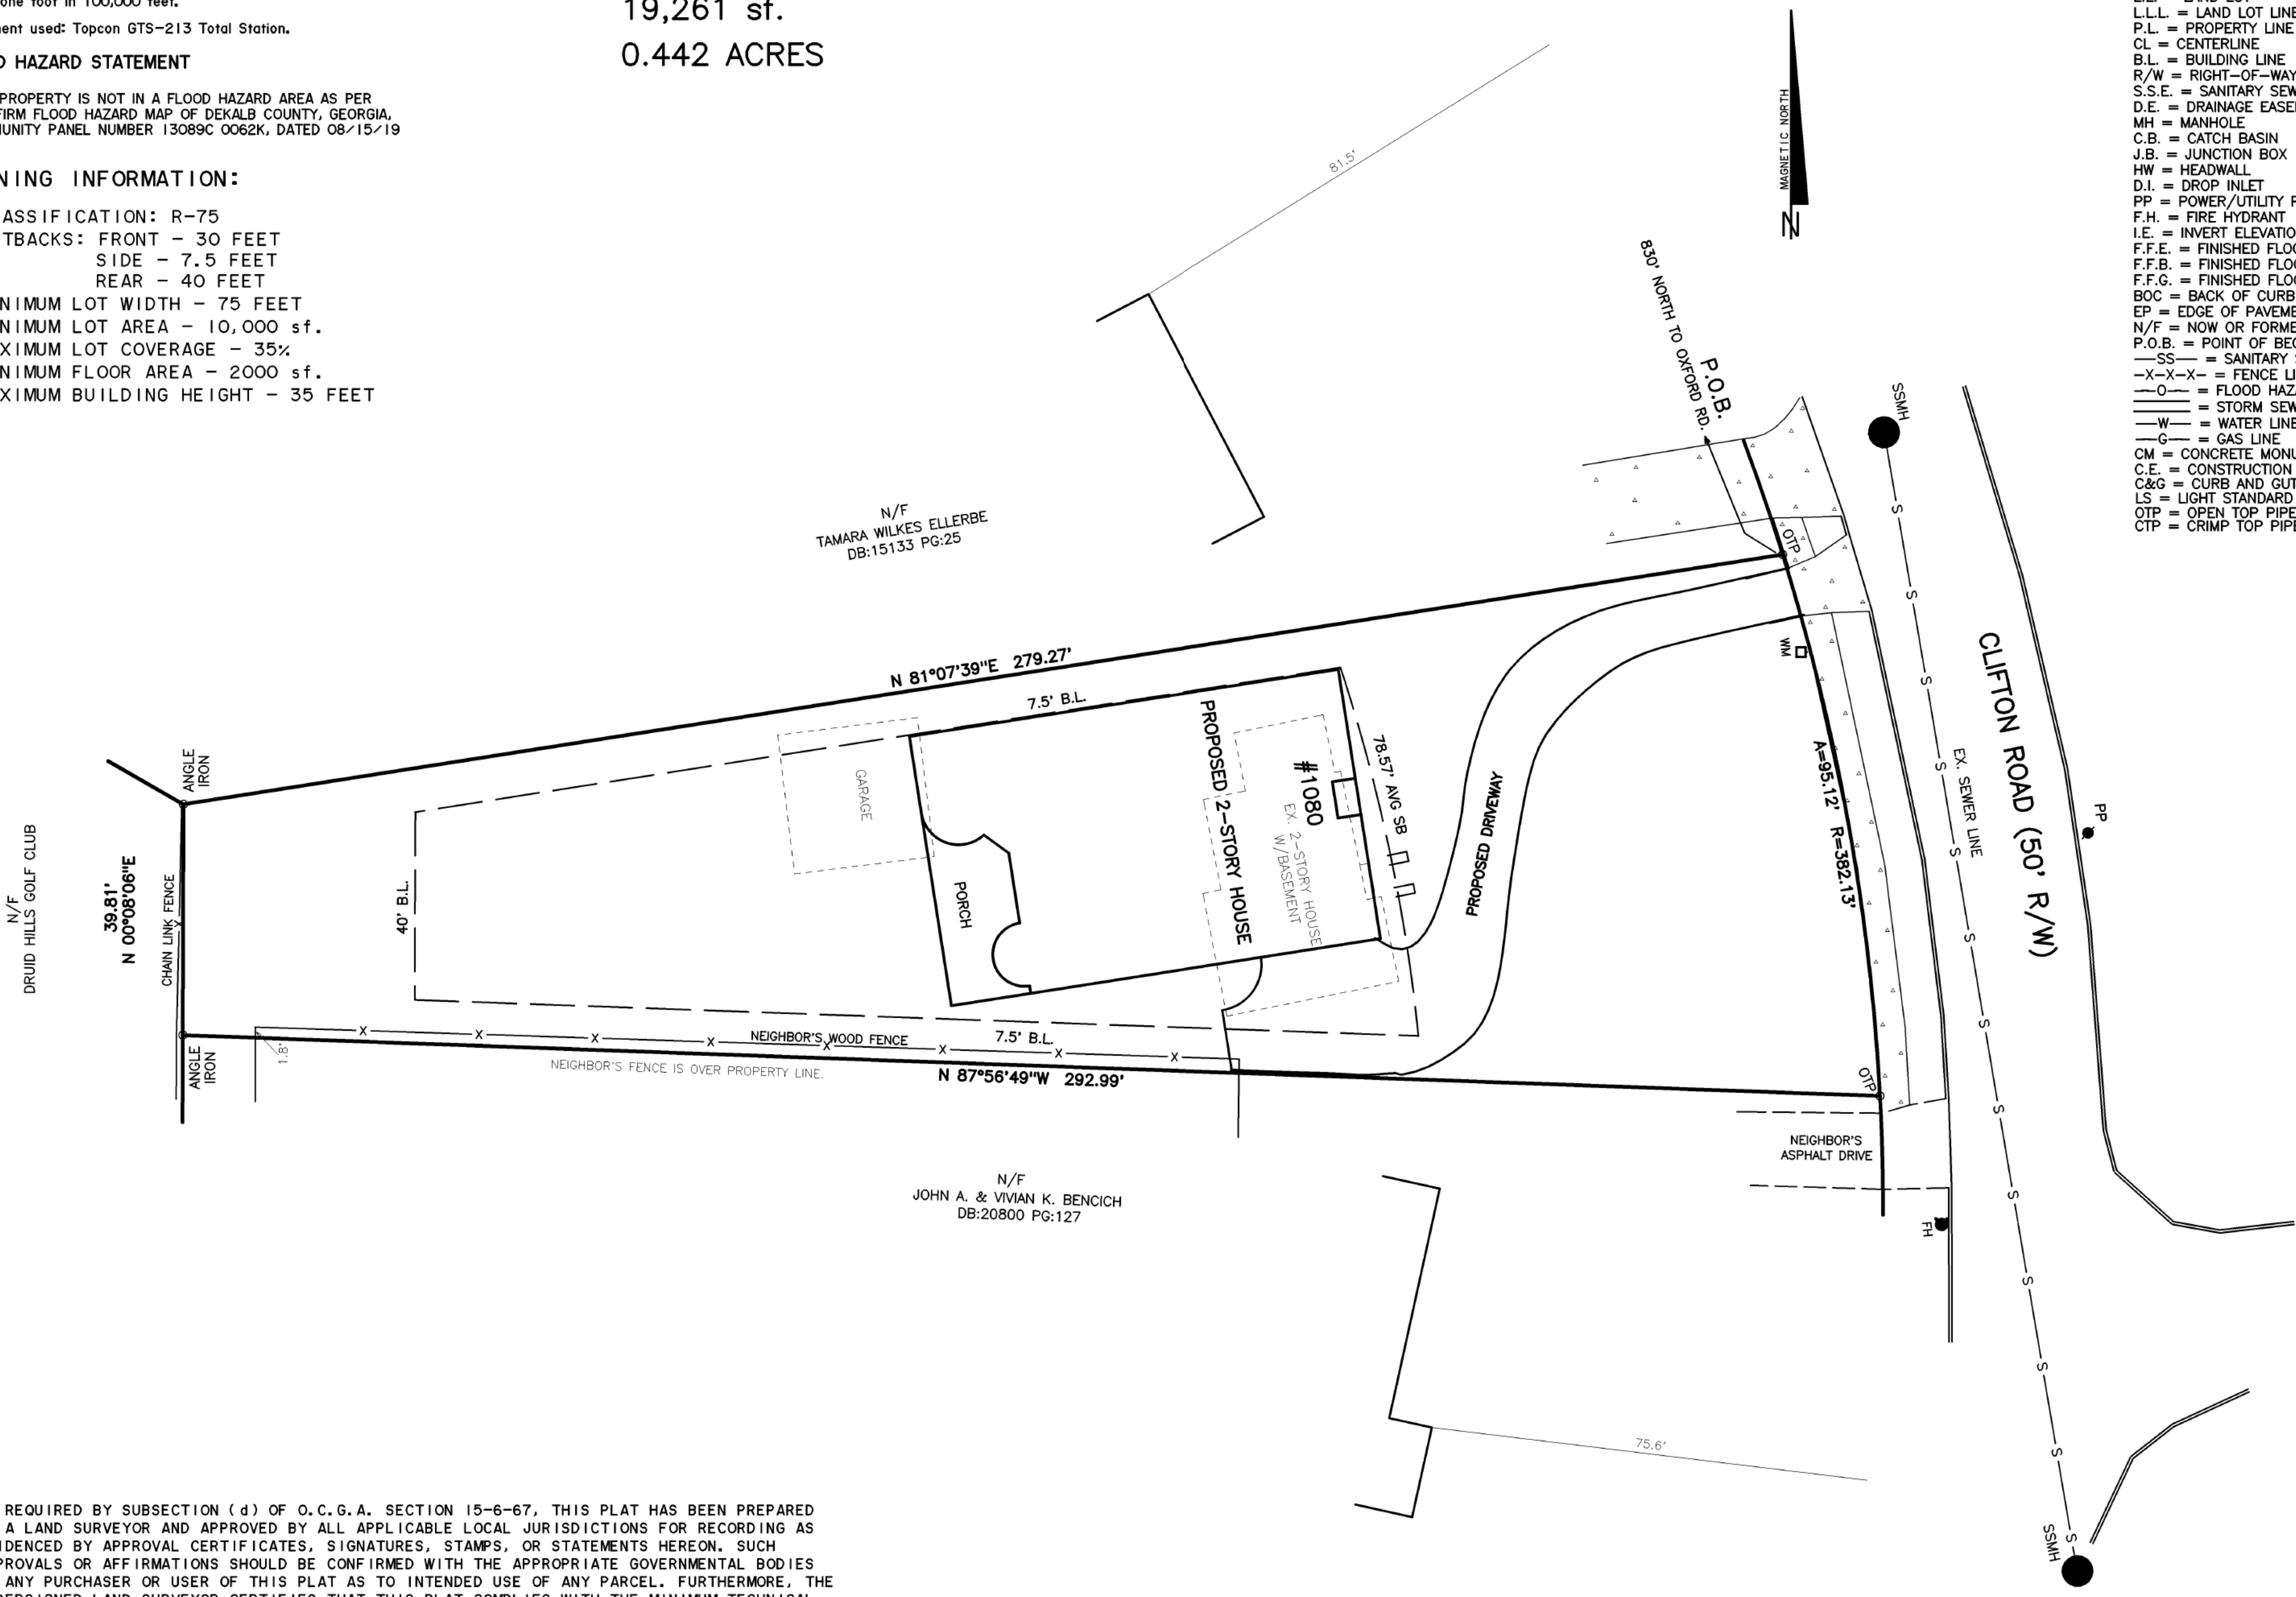 one foot in 100,000 feet.
ment used: Topcon GTS-213 Total Station.
HAZARD STATEMENT
PROPERTY IS NOT IN A FLOOD HAZARD AREA AS PER
FIRM FLOOD HAZARD MAP OF DEKALB COUNTY, GEORGIA,
UNITY PANEL NUMBER 13089C 0062K, DATED 08/15/19
NING INFORMATION:
ASSIFICATION: R-75
TBACKS: FRONT - 30 FEET
SIDE - 7.5 FEET
REAR - 40 FEET
NIMUM LOT WIDTH - 75 FEET
NIMUM LOT AREA - 10,000 sf.
XIMUM LOT COVERAGE - 35%
NIMUM FLOOR AREA - 2000 sf.
XIMUM BUILDING HEIGHT - 35 FEET
19,261 sf.
0.442 ACRES
81.5'
MAGNETIC NORTH
N
L.L.L. = LAND LOT LINE
P.L. = PROPERTY LINE
CL = CENTERLINE
B.L. = BUILDING LINE
R/W = RIGHT-OF-WAY
S.S.E. = SANITARY SEW
D.E. = DRAINAGE EASE
MH = MANHOLE
C.B. = CATCH BASIN
J.B. = JUNCTION BOX
HW = HEADWALL
D.I. = DROP INLET
PP = POWER/UTILITY P
F.H. = FIRE HYDRANT
I.E. = INVERT ELEVATIO
F.F.E. = FINISHED FLOO
F.F.B. = FINISHED FLOO
F.F.G. = FINISHED FLOO
BOC = BACK OF CURB
EP = EDGE OF PAVEME
N/F = NOW OR FORME
P.O.B. = POINT OF BEG
—SS— = SANITARY
-X-X-X- = FENCE LI
—O— = FLOOD HAZ
= STORM SEW
—W— = WATER LINE
—G— = GAS LINE
CM = CONCRETE MONU
C.E. = CONSTRUCTION
C&G = CURB AND GUT
LS = LIGHT STANDARD
OTP = OPEN TOP PIPE
CTP = CRIMP TOP PIPE
830' NORTH TO OXFORD RD.
P.O.B.
SSMH
N/F
TAMARA WILKES ELLERBE
DB:15133 PG:25
OTP
WM
N 81°07'39"E 279.27'
7.5' B.L.
PROPOSED 2-STORY HOUSE
#1080
EX. 2-STORY HOUSE
W/BASEMENT
78.57' AVG SB
PROPOSED DRIVEWAY
A=95.12' R=382.13'
EX. SEWER LINE
CLIFTON ROAD (50' R/W)
PP
GARAGE
PORCH
ANGLE
IRON
N/F
DRUID HILLS GOLF CLUB
39.81'
N 00°08'06"E
CHAIN LINK FENCE
X
40' B.L.
ANGLE
IRON
1.8'
X X X X NEIGHBOR'S WOOD FENCE X X X X
7.5' B.L.
NEIGHBOR'S FENCE IS OVER PROPERTY LINE.
N 87°56'49"W 292.99'
OTP
NEIGHBOR'S
ASPHALT DRIVE
FH
N/F
JOHN A. & VIVIAN K. BENCICH
DB:20800 PG:127
75.6'
S S S S S S S S S S S S S S
SSMH
REQUIRED BY SUBSECTION (d) OF O.C.G.A. SECTION 15-6-67, THIS PLAT HAS BEEN PREPARED
A LAND SURVEYOR AND APPROVED BY ALL APPLICABLE LOCAL JURISDICTIONS FOR RECORDING AS
IDENCED BY APPROVAL CERTIFICATES, SIGNATURES, STAMPS, OR STATEMENTS HEREON. SUCH
PROVALS OR AFFIRMATIONS SHOULD BE CONFIRMED WITH THE APPROPRIATE GOVERNMENTAL BODIES
ANY PURCHASER OR USER OF THIS PLAT AS TO INTENDED USE OF ANY PARCEL. FURTHERMORE, THE